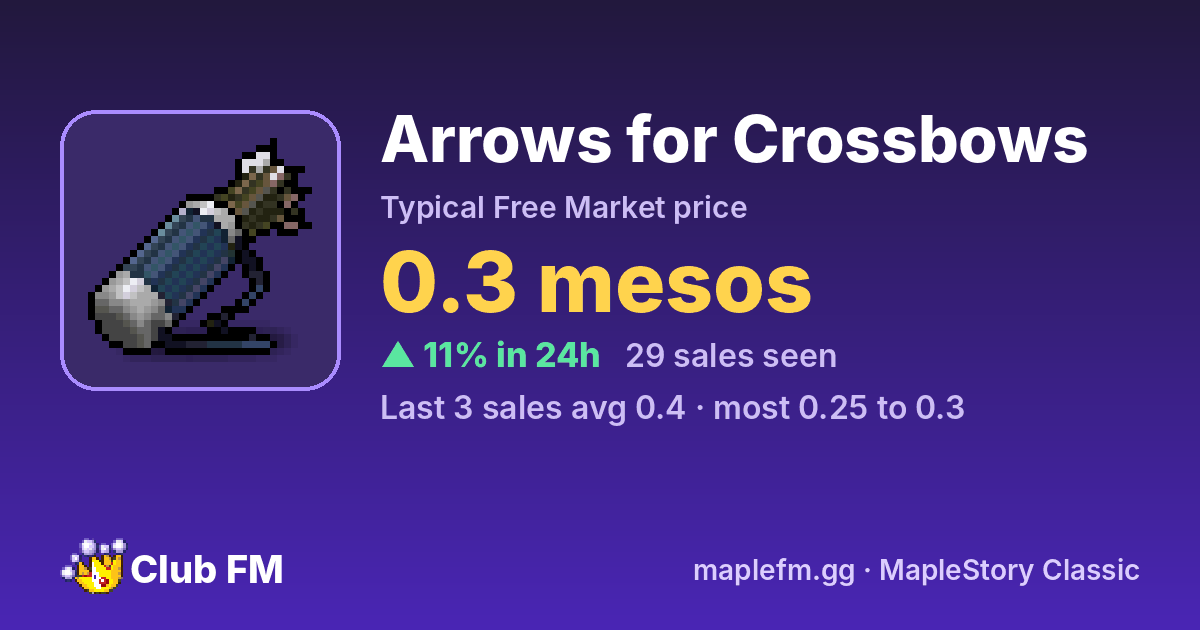 Arrows for Crossbows
Typical Free Market price
0.3 mesos
▲ 11% in 24h 29 sales seen
Last 3 sales avg 0.4 · most 0.25 to 0.3
Club FM
maplefm.gg · MapleStory Classic